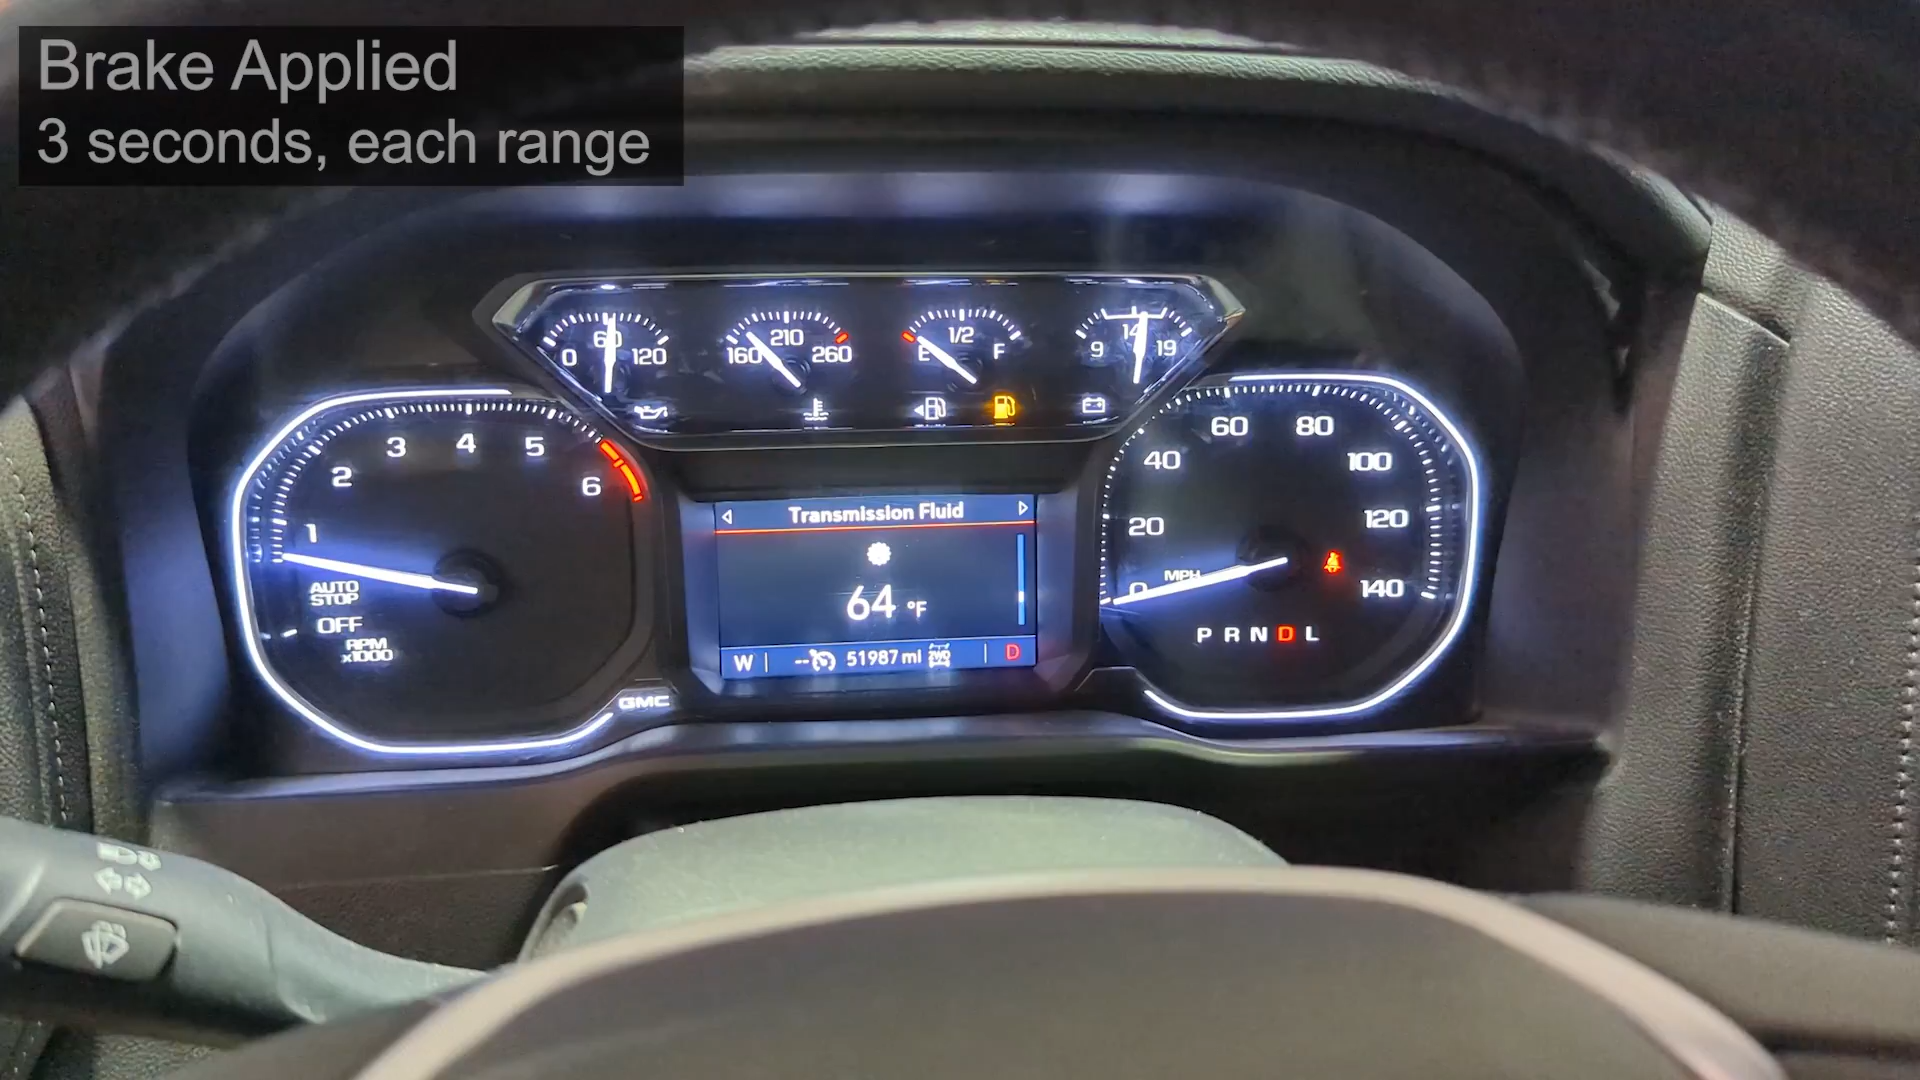 Brake Applied
3 seconds, each range
0 60 120
160 210 260
E 1/2 F
9 14 19
1 2 3 4 5 6
AUTO
STOP
OFF
RPM
x1000
GMC
Transmission Fluid
64 °F
W -- 51987 mi 2WD D
0 20 40 60 80 100 120 140
MPH
P R N D L